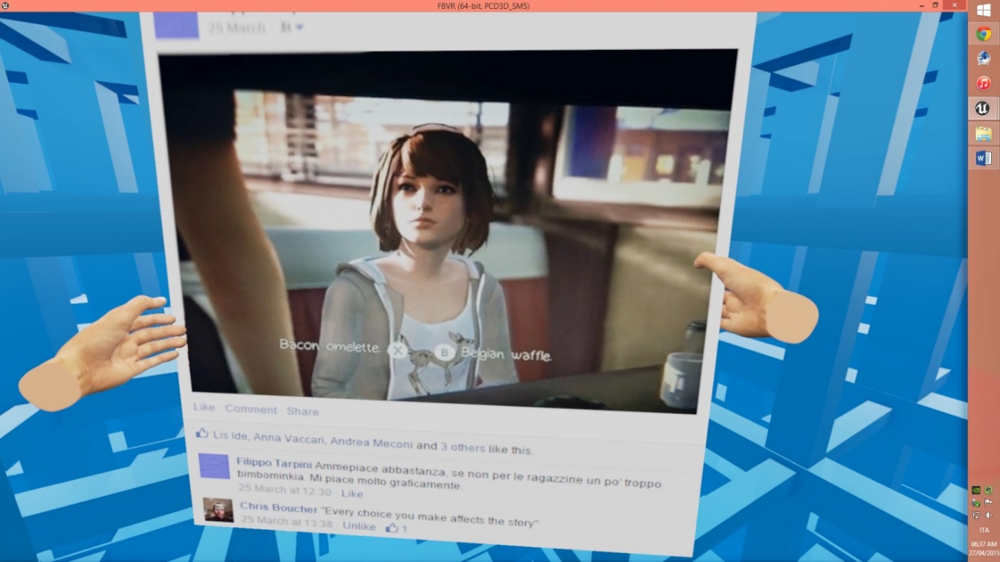 FBVR (64-bit, PCD3D_SM5)
25 March
Bacon omelette. X B Belgian waffle.
Like · Comment · Share
Lis Ide, Anna Vaccari, Andrea Meconi and 3 others like this.
Filippo Tarpini Ammepiace abbastanza, se non per le ragazzine un po' troppo
bimbominkia. Mi piace molto graficamente.
25 March at 12:30 · Like
Chris Boucher "Every choice you make affects the story"
25 March at 13:38 · Unlike · 1
W
ITA
06:37 AM
27/04/2015